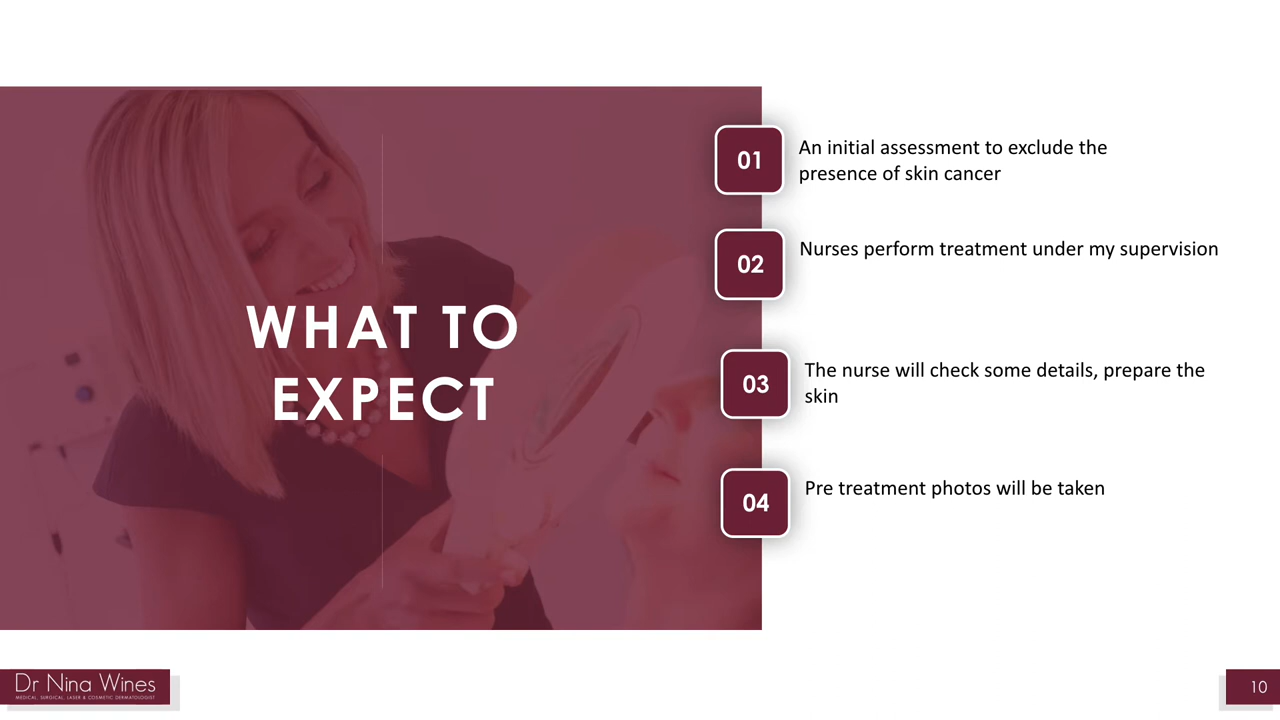 WHAT TO
EXPECT
01
An initial assessment to exclude the
presence of skin cancer
02
Nurses perform treatment under my supervision
03
The nurse will check some details, prepare the
skin
04
Pre treatment photos will be taken
Dr Nina Wines
MEDICAL, SURGICAL, LASER & COSMETIC DERMATOLOGIST
10